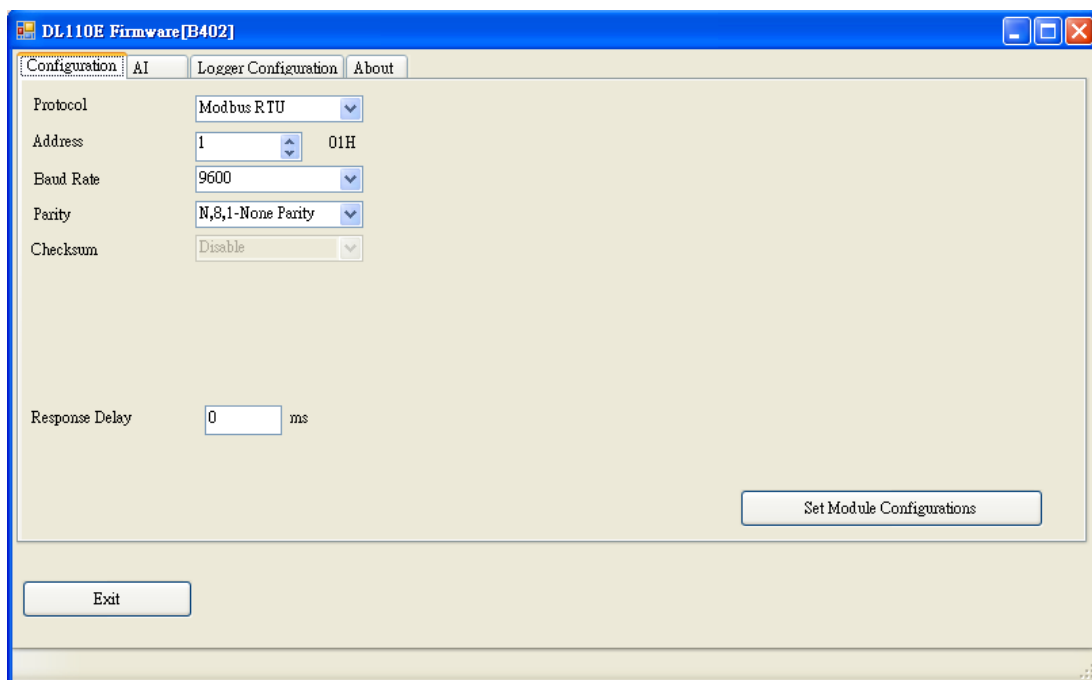 DL110E Firmware[B402]
Configuration AI Logger Configuration About
Protocol Modbus RTU
Address 1 01H
Baud Rate 9600
Parity N,8,1-None Parity
Checksum Disable
Response Delay 0 ms
Set Module Configurations
Exit